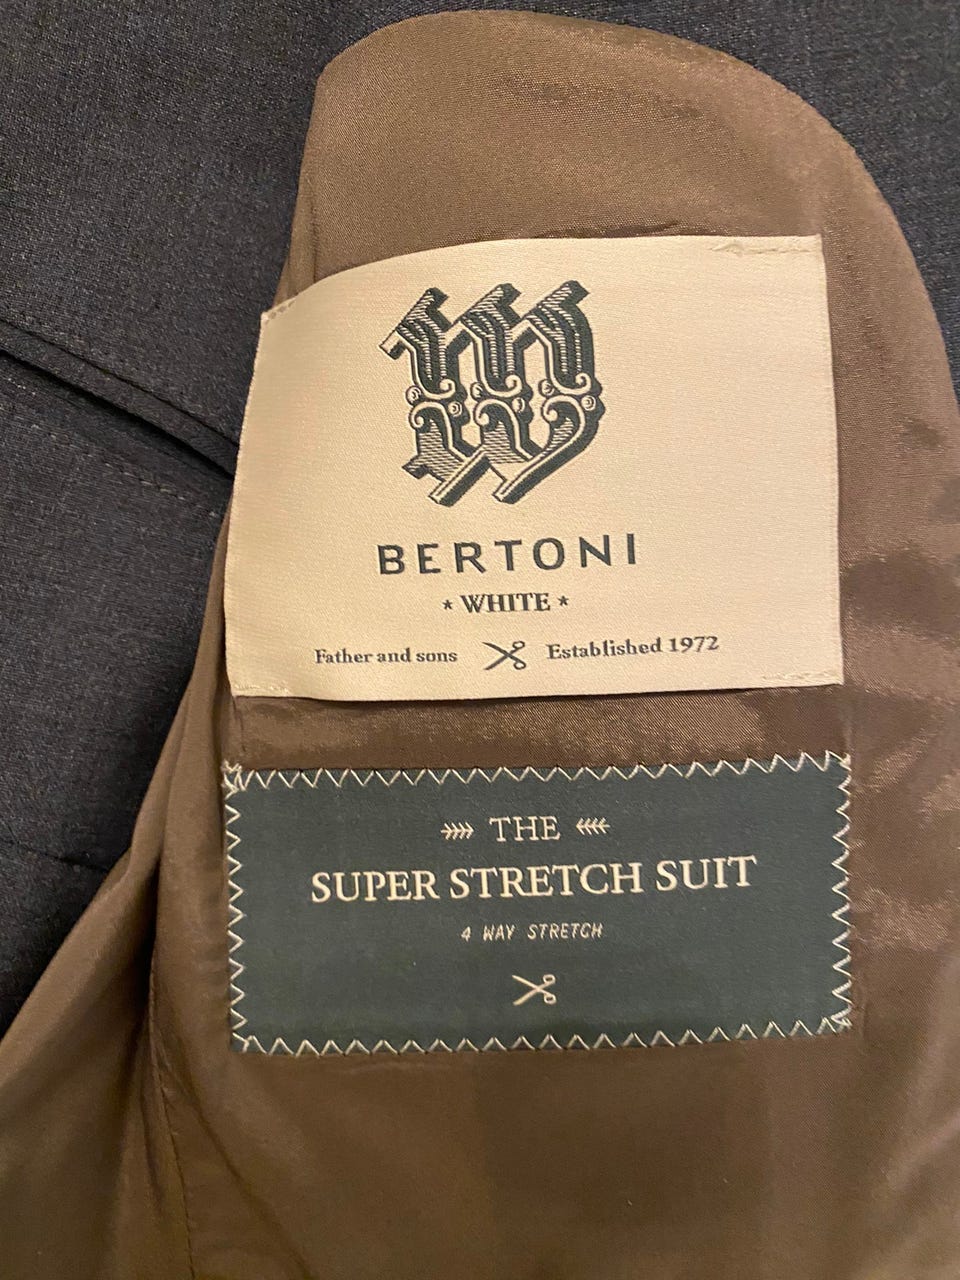 W
BERTONI
* WHITE *
Father and sons Established 1972
THE
SUPER STRETCH SUIT
4 WAY STRETCH